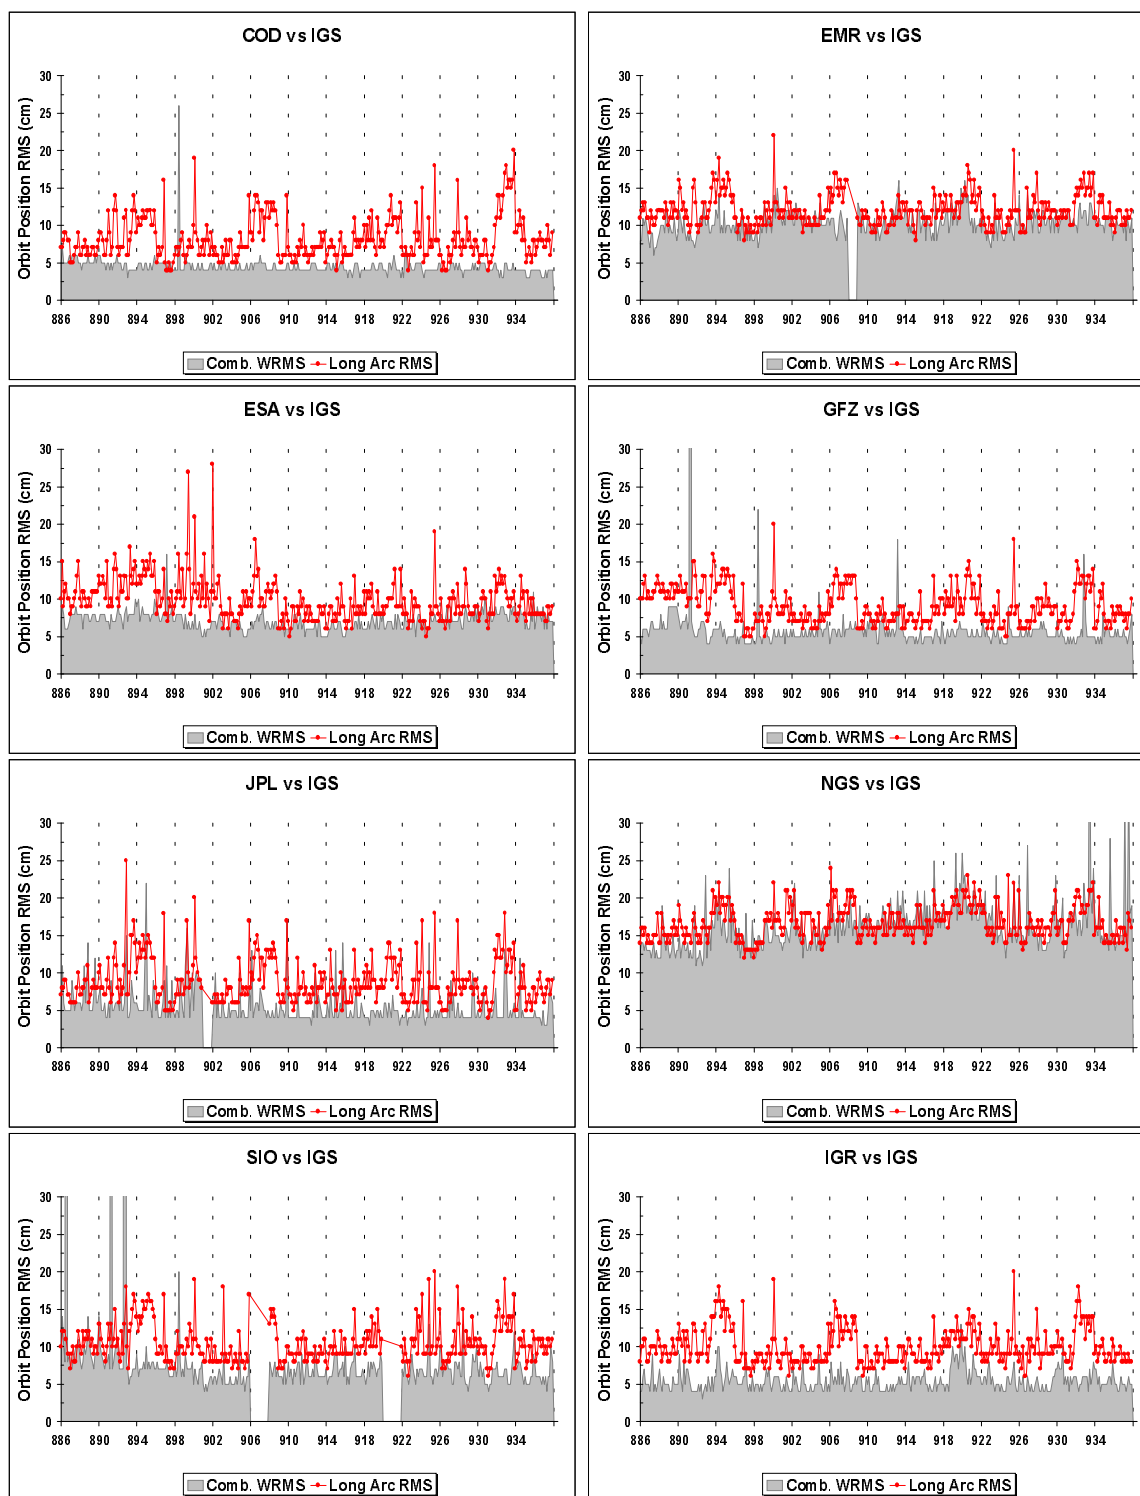 COD vs IGS
Orbit Position RMS (cm)
30
25
20
15
10
5
0
886 890 894 898 902 906 910 914 918 922 926 930 934
Comb. WRMS Long Arc RMS
EMR vs IGS
Orbit Position RMS (cm)
30
25
20
15
10
5
0
886 890 894 898 902 906 910 914 918 922 926 930 934
Comb. WRMS Long Arc RMS
ESA vs IGS
Orbit Position RMS (cm)
30
25
20
15
10
5
0
886 890 894 898 902 906 910 914 918 922 926 930 934
Comb. WRMS Long Arc RMS
GFZ vs IGS
Orbit Position RMS (cm)
30
25
20
15
10
5
0
886 890 894 898 902 906 910 914 918 922 926 930 934
Comb. WRMS Long Arc RMS
JPL vs IGS
Orbit Position RMS (cm)
30
25
20
15
10
5
0
886 890 894 898 902 906 910 914 918 922 926 930 934
Comb. WRMS Long Arc RMS
NGS vs IGS
Orbit Position RMS (cm)
30
25
20
15
10
5
0
886 890 894 898 902 906 910 914 918 922 926 930 934
Comb. WRMS Long Arc RMS
SIO vs IGS
Orbit Position RMS (cm)
30
25
20
15
10
5
0
886 890 894 898 902 906 910 914 918 922 926 930 934
Comb. WRMS Long Arc RMS
IGR vs IGS
Orbit Position RMS (cm)
30
25
20
15
10
5
0
886 890 894 898 902 906 910 914 918 922 926 930 934
Comb. WRMS Long Arc RMS